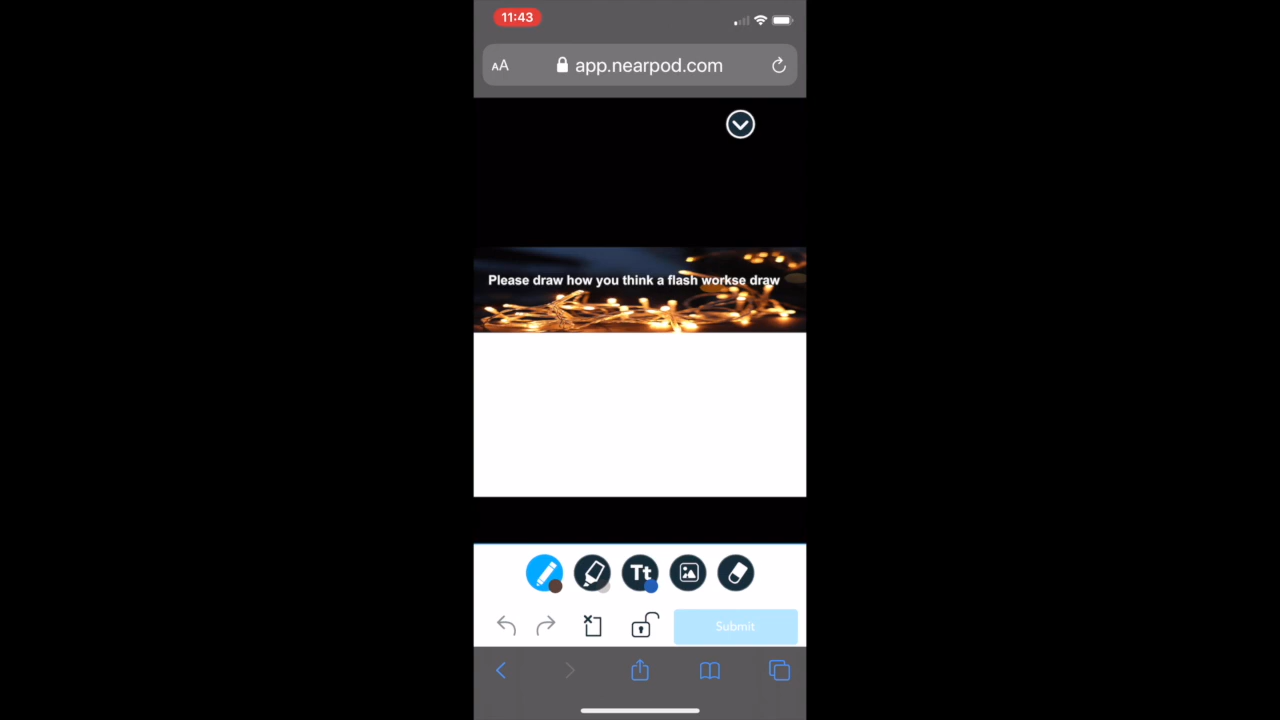 11:43
AA app.nearpod.com
Please draw how you think a flash workse draw
Tt
Submit